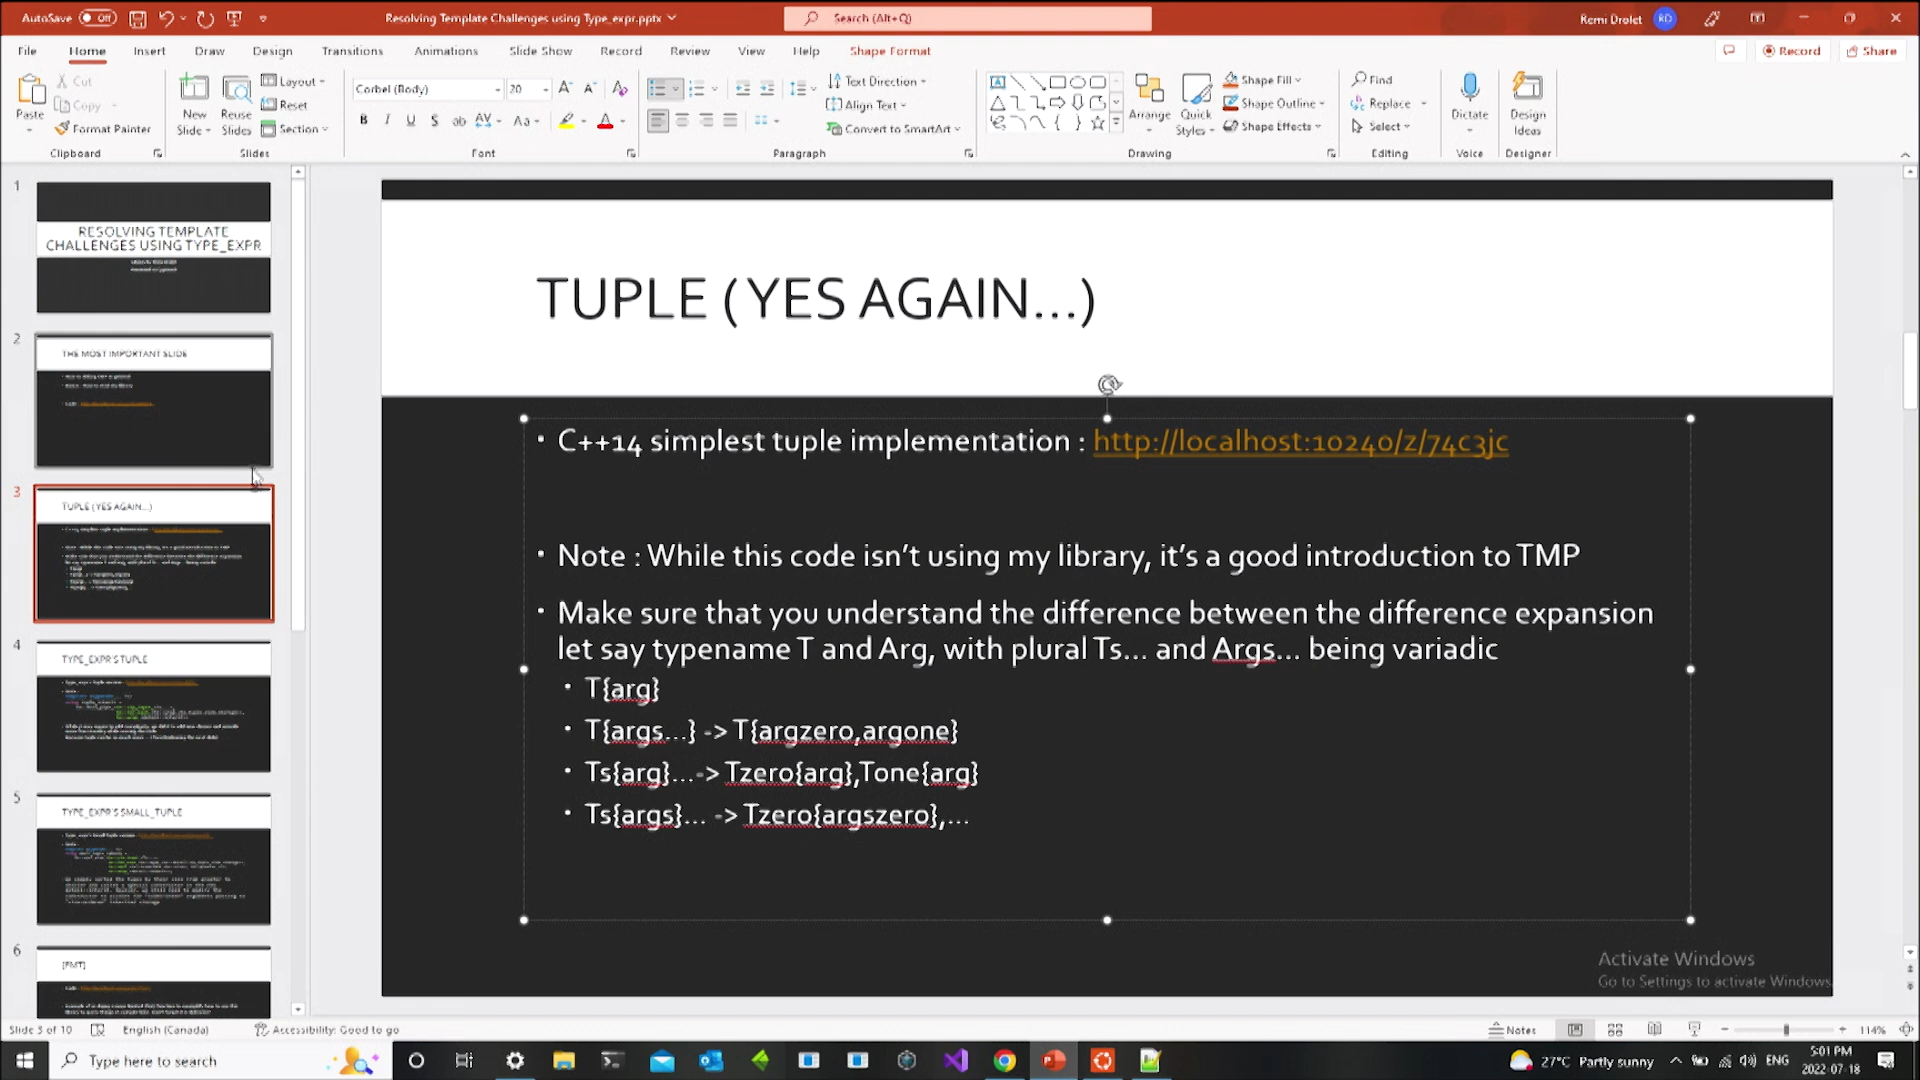 AutoSave Off
Resolving Template Challenges using Type_expr.pptx
Search (Alt+Q)
Remi Drolet
RD
File Home Insert Draw Design Transitions Animations Slide Show Record Review View Help Shape Format
Record
Share
Paste
Cut
Copy
Format Painter
Clipboard
New Slide
Reuse Slides
Layout
Reset
Section
Slides
Corbel (Body)
20
Font
Paragraph
Text Direction
Align Text
Convert to SmartArt
Arrange
Quick Styles
Shape Fill
Shape Outline
Shape Effects
Drawing
Find
Replace
Select
Editing
Dictate
Voice
Design Ideas
Designer
1
RESOLVING TEMPLATE
CHALLENGES USING TYPE_EXPR
2
THE MOST IMPORTANT SLIDE
3
TUPLE (YES AGAIN...)
4
TYPE_EXPR'S TUPLE
5
TYPE_EXPR'S SMALL_TUPLE
6
[FMT]
TUPLE (YES AGAIN...)
• C++14 simplest tuple implementation : http://localhost:10240/z/74c3jc
• Note : While this code isn't using my library, it's a good introduction to TMP
• Make sure that you understand the difference between the difference expansion
let say typename T and Arg, with plural Ts... and Args... being variadic
• T{arg}
• T{args...} -> T{argzero,argone}
• Ts{arg}...-> Tzero{arg},Tone{arg}
• Ts{args}... -> Tzero{argszero},...
Activate Windows
Go to Settings to activate Windows.
Slide 3 of 10
English (Canada)
Accessibility: Good to go
Notes
114%
Type here to search
27°C Partly sunny
ENG
5:01 PM
2022-07-18